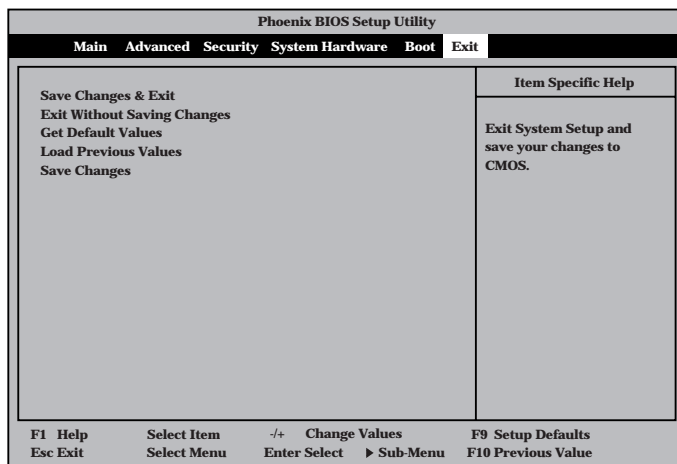 Phoenix BIOS Setup Utility
Main Advanced Security System Hardware Boot Exit
Save Changes & Exit
Exit Without Saving Changes
Get Default Values
Load Previous Values
Save Changes
Item Specific Help
Exit System Setup and
save your changes to
CMOS.
F1 Help Select Item -/+ Change Values F9 Setup Defaults
Esc Exit Select Menu Enter Select ▶ Sub-Menu F10 Previous Value